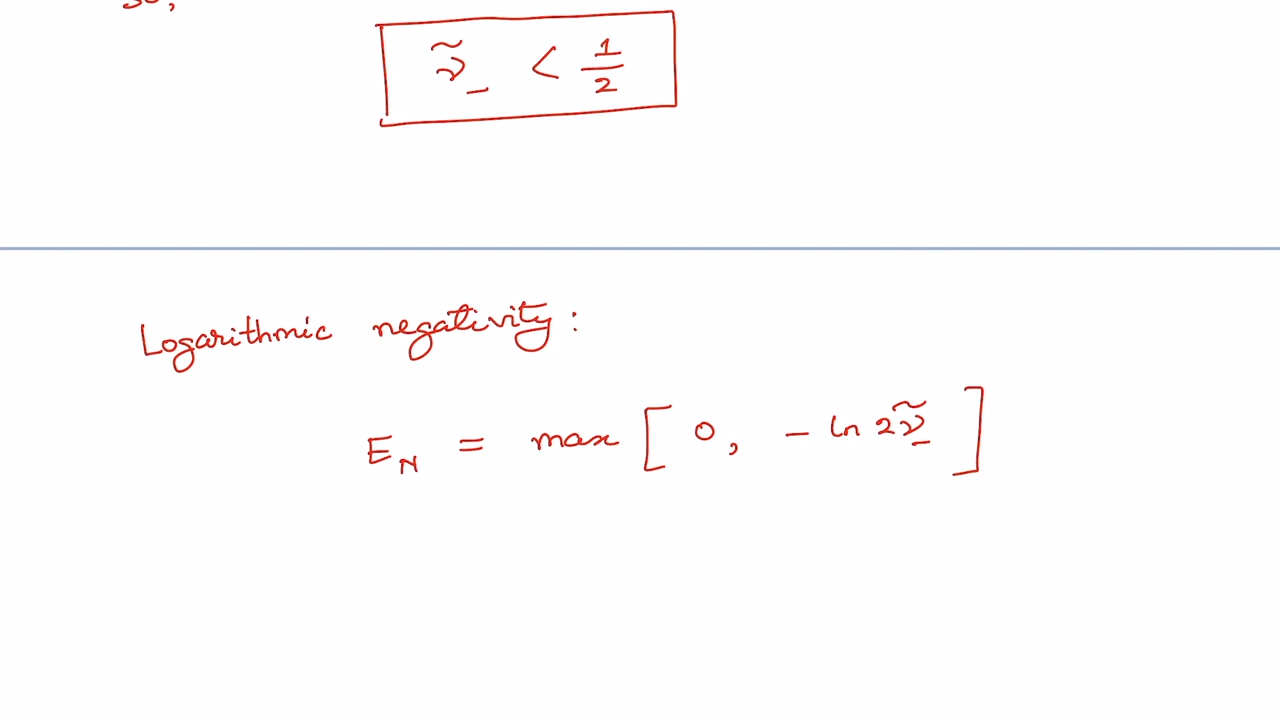 ν̃₋ < 1/2
Logarithmic negativity :
E_N = max [ 0, - ln 2ν̃₋ ]